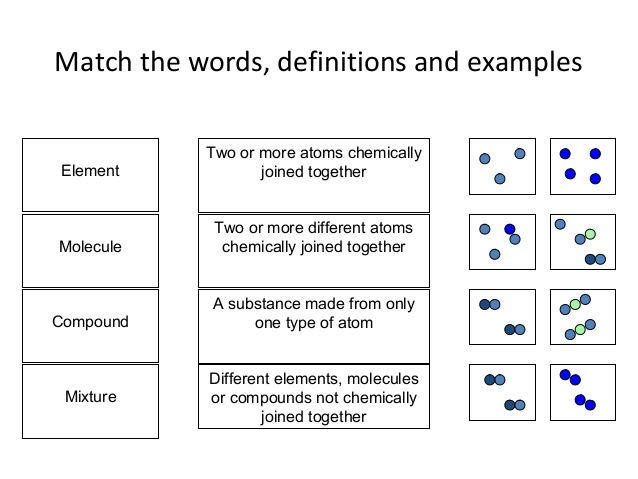 Match the words, definitions and examples
Element
Two or more atoms chemically
joined together
Molecule
Two or more different atoms
chemically joined together
Compound
A substance made from only
one type of atom
Mixture
Different elements, molecules
or compounds not chemically
joined together